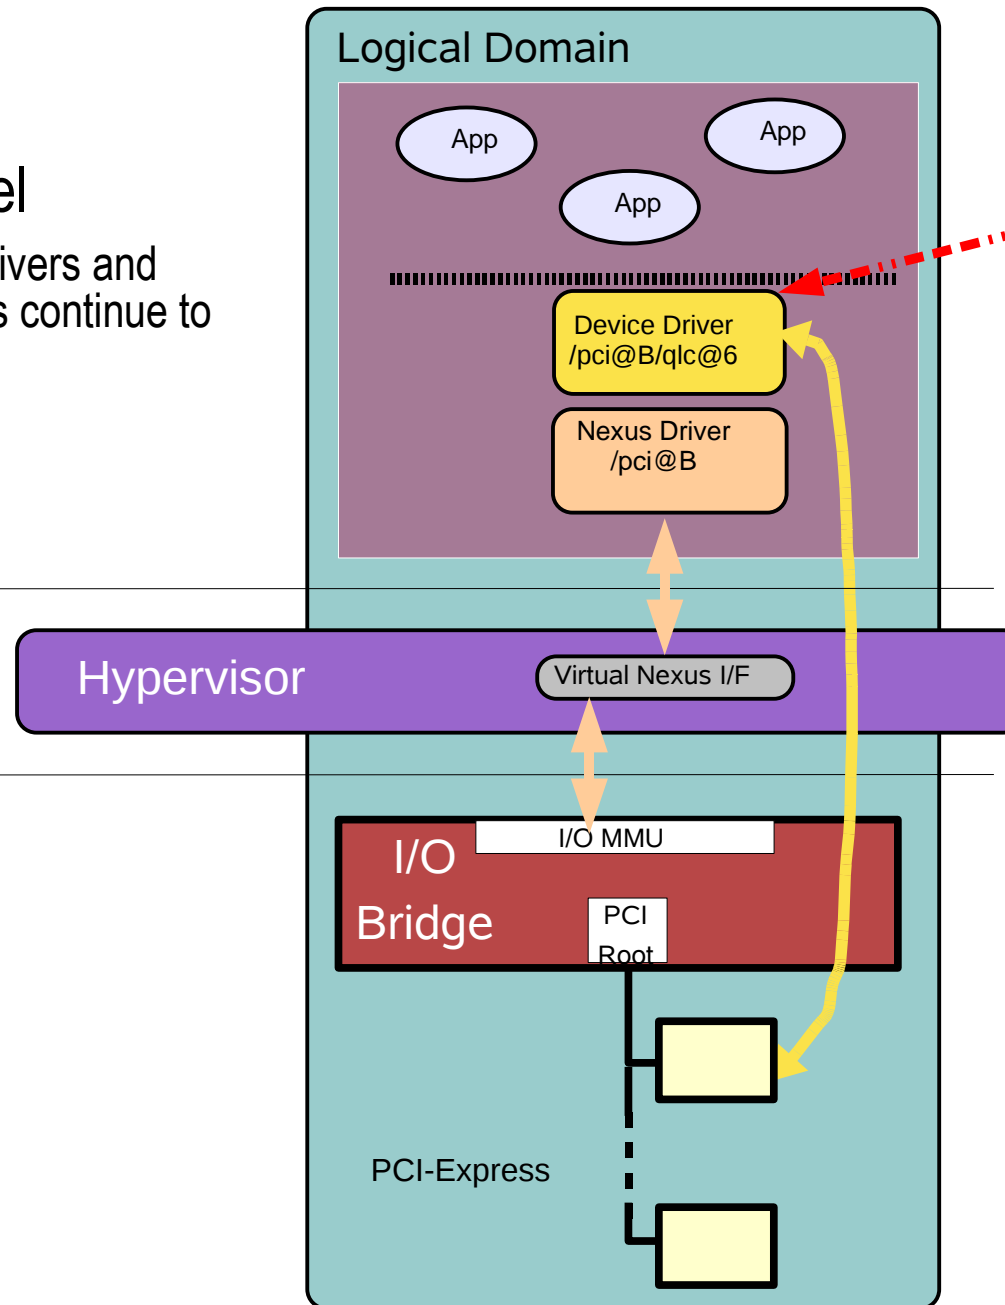 Logical Domain
App
App
App
el
ivers and
s continue to
Device Driver
/pci@B/qlc@6
Nexus Driver
/pci@B
Hypervisor
Virtual Nexus I/F
I/O MMU
I/O
Bridge
PCI
Root
PCI-Express